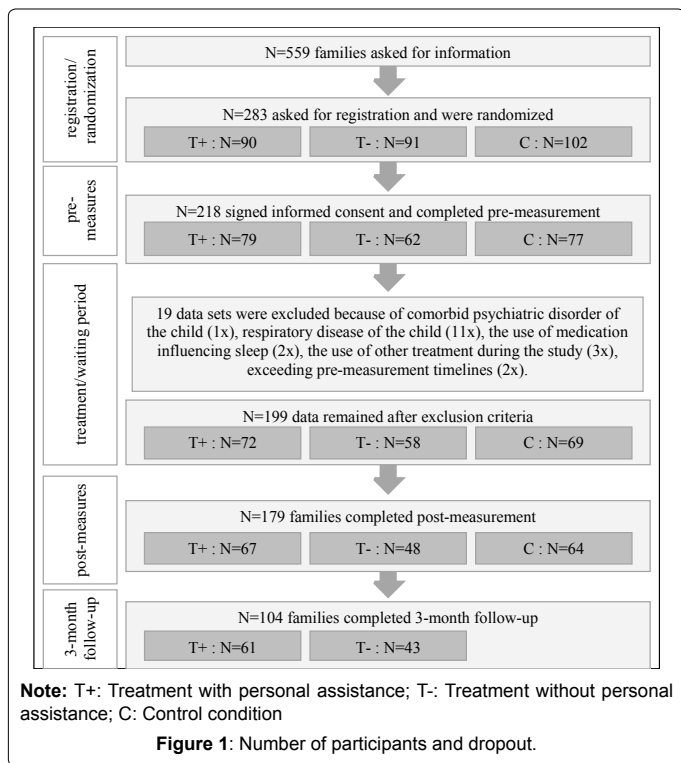 registration/
randomization
N=559 families asked for information
N=283 asked for registration and were randomized
T+ : N=90
T- : N=91
C : N=102
pre-
measures
N=218 signed informed consent and completed pre-measurement
T+ : N=79
T- : N=62
C : N=77
treatment/waiting period
19 data sets were excluded because of comorbid psychiatric disorder of
the child (1x), respiratory disease of the child (11x), the use of medication
influencing sleep (2x), the use of other treatment during the study (3x),
exceeding pre-measurement timelines (2x).
N=199 data remained after exclusion criteria
T+ : N=72
T- : N=58
C : N=69
post-measures
N=179 families completed post-measurement
T+ : N=67
T- : N=48
C : N=64
3-month
follow-up
N=104 families completed 3-month follow-up
T+ : N=61
T- : N=43
Note: T+: Treatment with personal assistance; T-: Treatment without personal
assistance; C: Control condition
Figure 1: Number of participants and dropout.